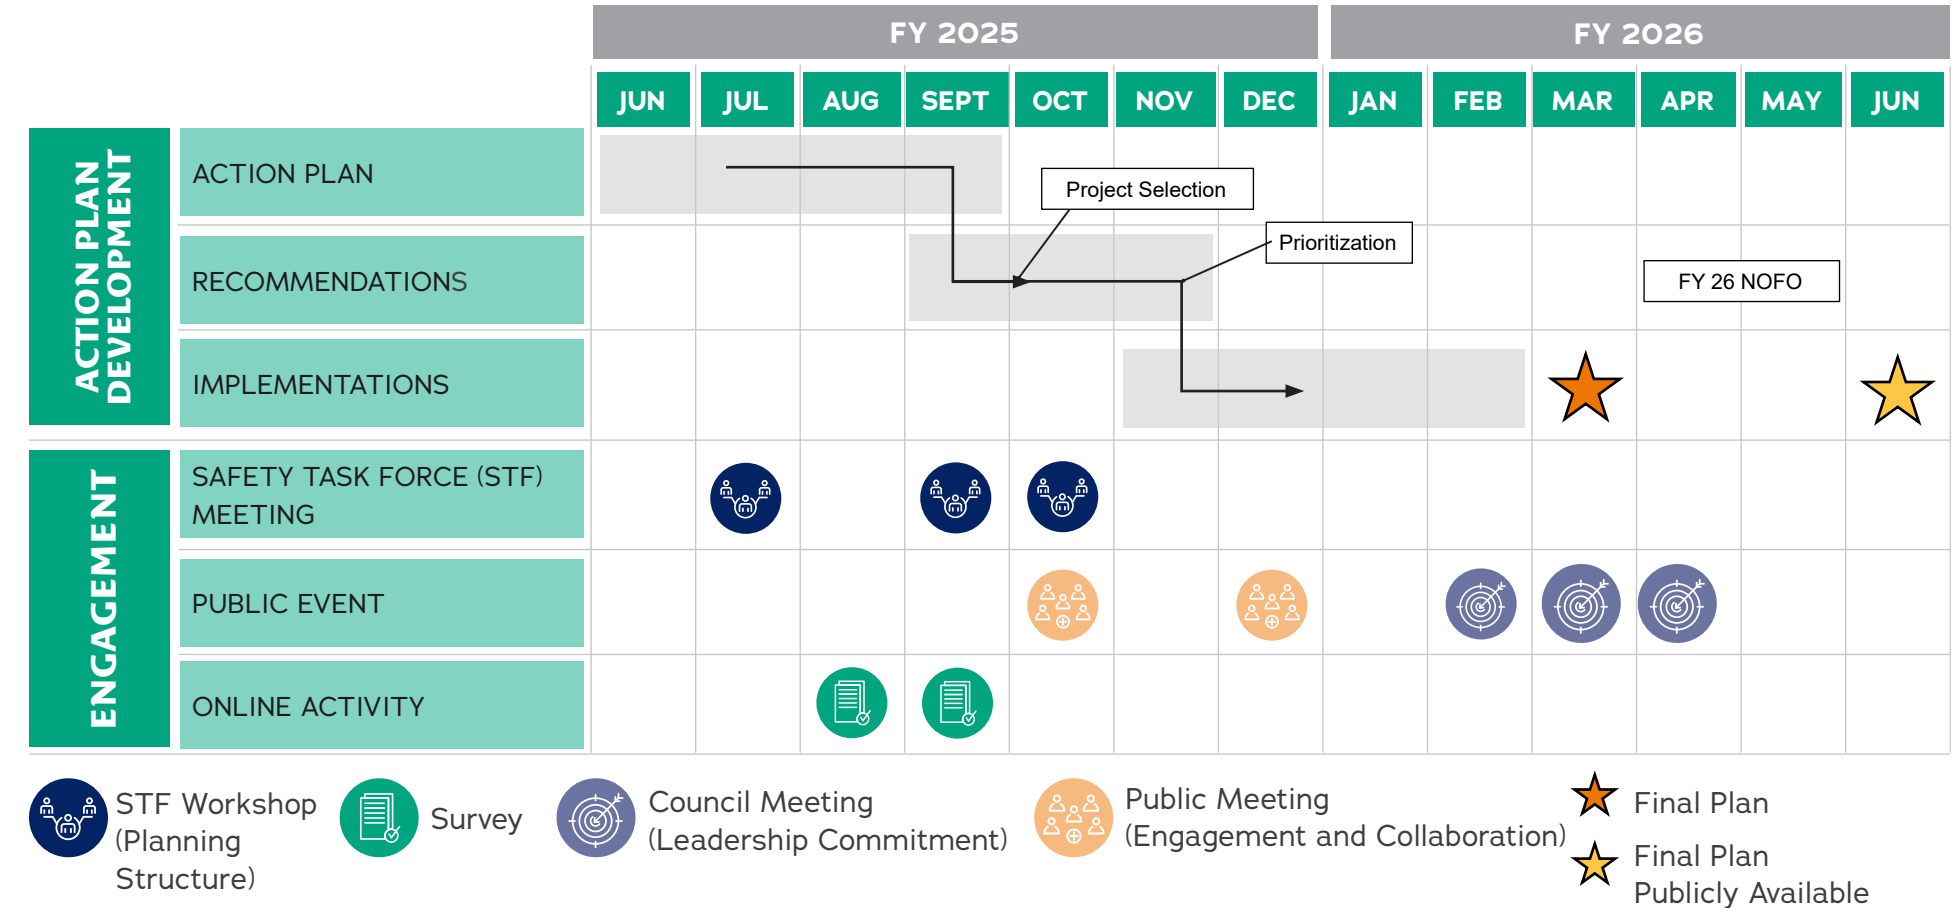 FY 2025
FY 2026
JUN
JUL
AUG
SEPT
OCT
NOV
DEC
JAN
FEB
MAR
APR
MAY
JUN
ACTION PLAN
DEVELOPMENT
ACTION PLAN
Project Selection
Prioritization
RECOMMENDATIONS
FY 26 NOFO
IMPLEMENTATIONS
ENGAGEMENT
SAFETY TASK FORCE (STF)
MEETING
PUBLIC EVENT
ONLINE ACTIVITY
STF Workshop
(Planning
Structure)
Survey
Council Meeting
(Leadership Commitment)
Public Meeting
(Engagement and Collaboration)
Final Plan
Final Plan
Publicly Available